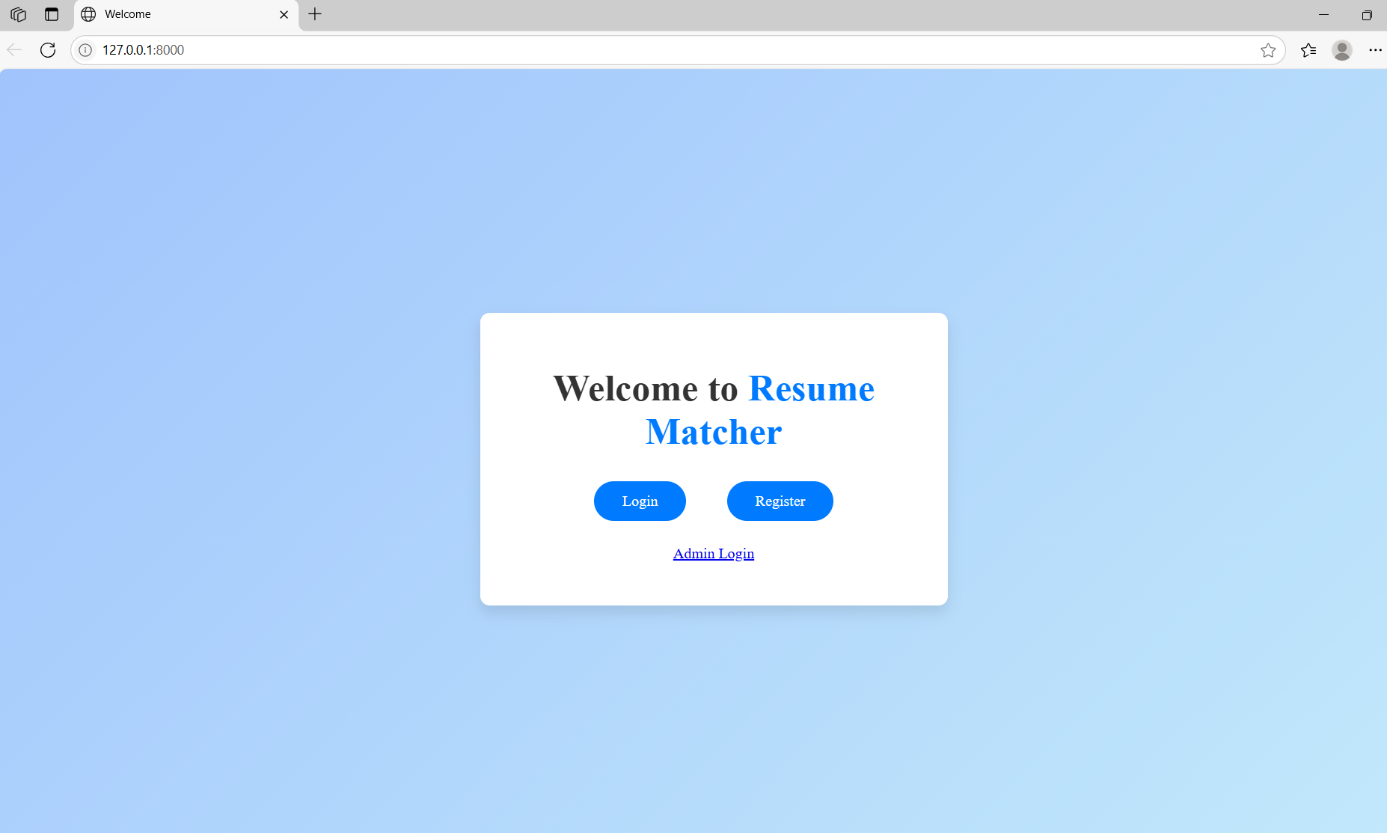 Welcome
127.0.0.1:8000
Welcome to Resume
Matcher
Login Register
Admin Login